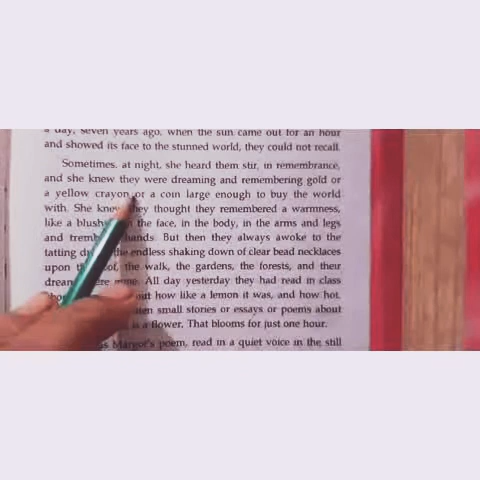 a day, seven years ago, when the sun came out for an hour
and showed its face to the stunned world, they could not recall.
Sometimes, at night, she heard them stir, in remembrance,
and she knew they were dreaming and remembering gold or
a yellow crayon or a coin large enough to buy the world
with. She knew they thought they remembered a warmness,
like a blush the face, in the body, in the arms and legs
and hands. But then they always awoke to the
tatting endless shaking down of clear bead necklaces
upon the walk, the gardens, the forests, and their
All day yesterday they had read in class
how like a lemon it was, and how hot.
small stories or essays or poems about
is a flower, That blooms for just one hour.
Margot's poem, read in a quiet voice in the still